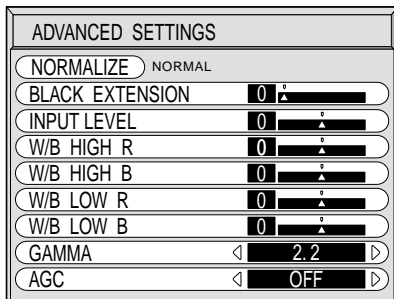 ADVANCED SETTINGS
NORMALIZE NORMAL
BLACK EXTENSION 0
INPUT LEVEL 0
W/B HIGH R 0
W/B HIGH B 0
W/B LOW R 0
W/B LOW B 0
GAMMA 2.2
AGC OFF